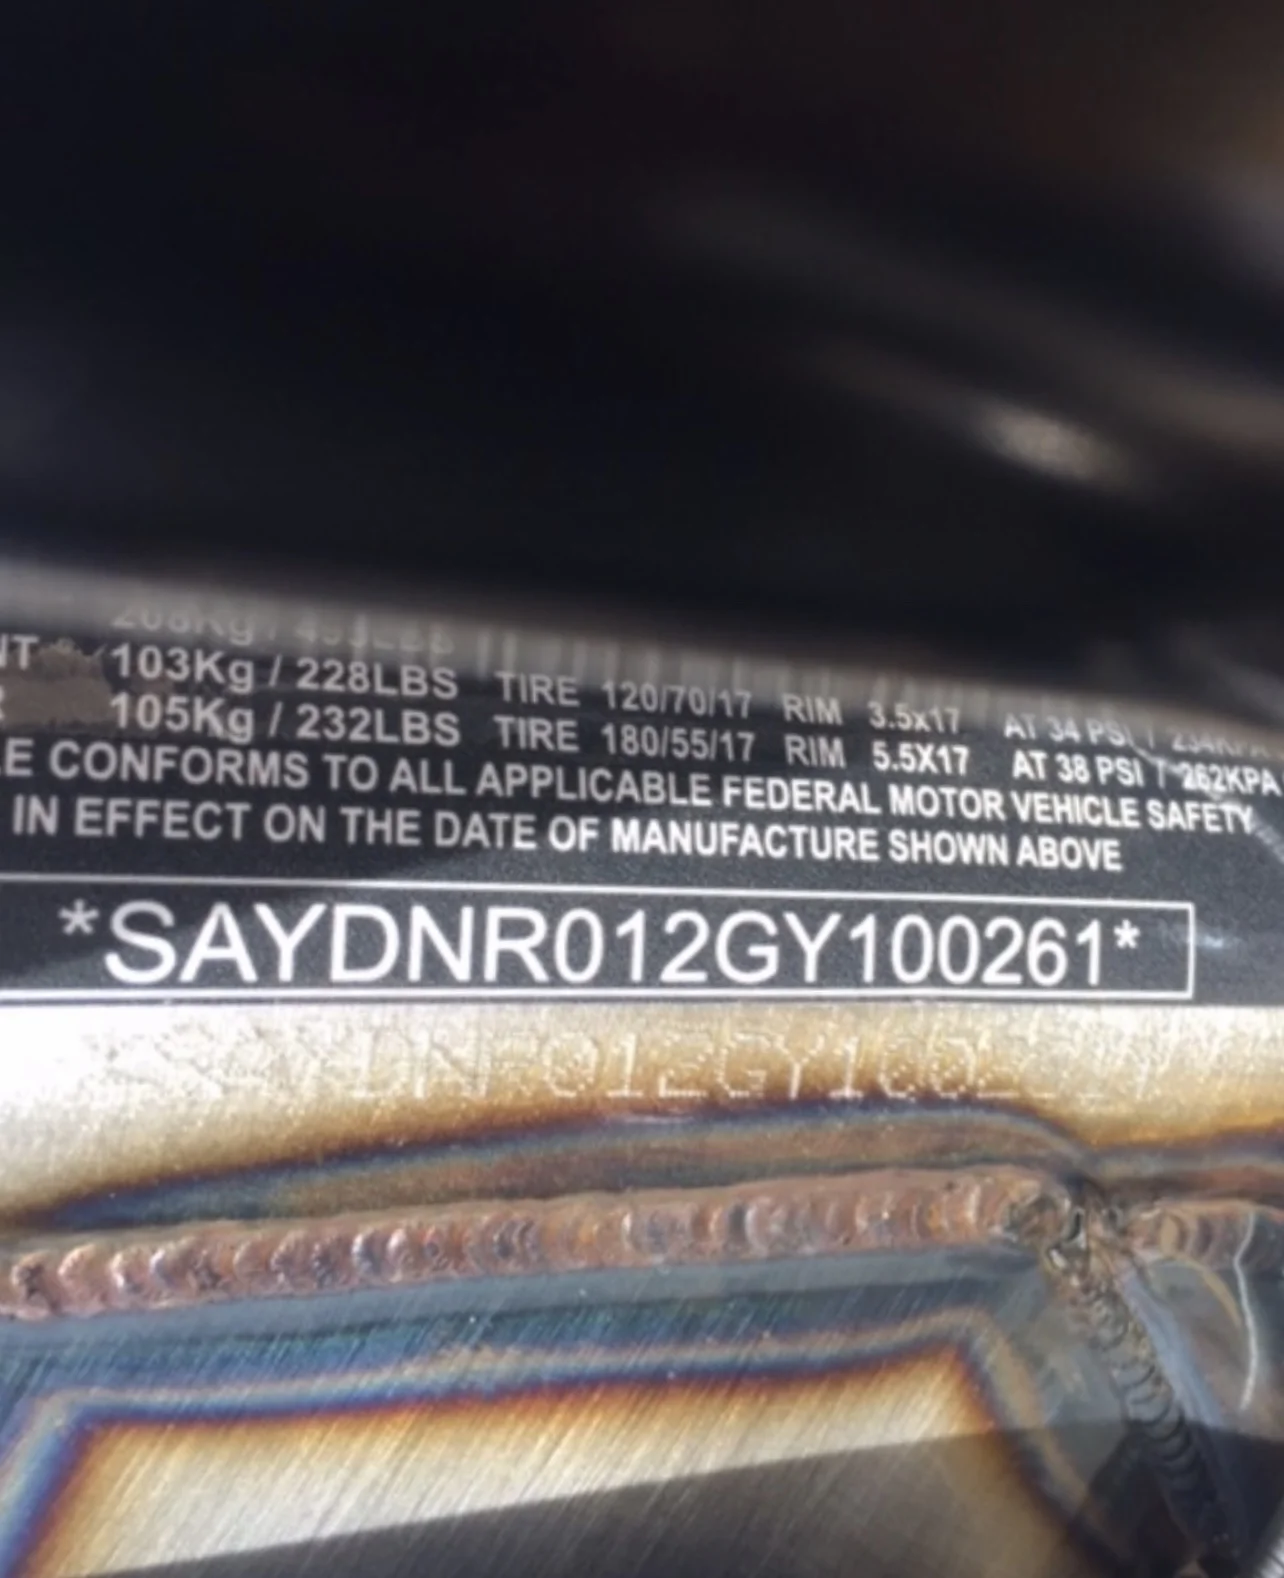 103Kg / 228LBS TIRE 120/70/17 RIM 3.5x17 AT 34 PSI /
105Kg / 232LBS TIRE 180/55/17 RIM 5.5X17 AT 38 PSI / 262KPA
CONFORMS TO ALL APPLICABLE FEDERAL MOTOR VEHICLE SAFETY
IN EFFECT ON THE DATE OF MANUFACTURE SHOWN ABOVE
*SAYDNR012GY100261*